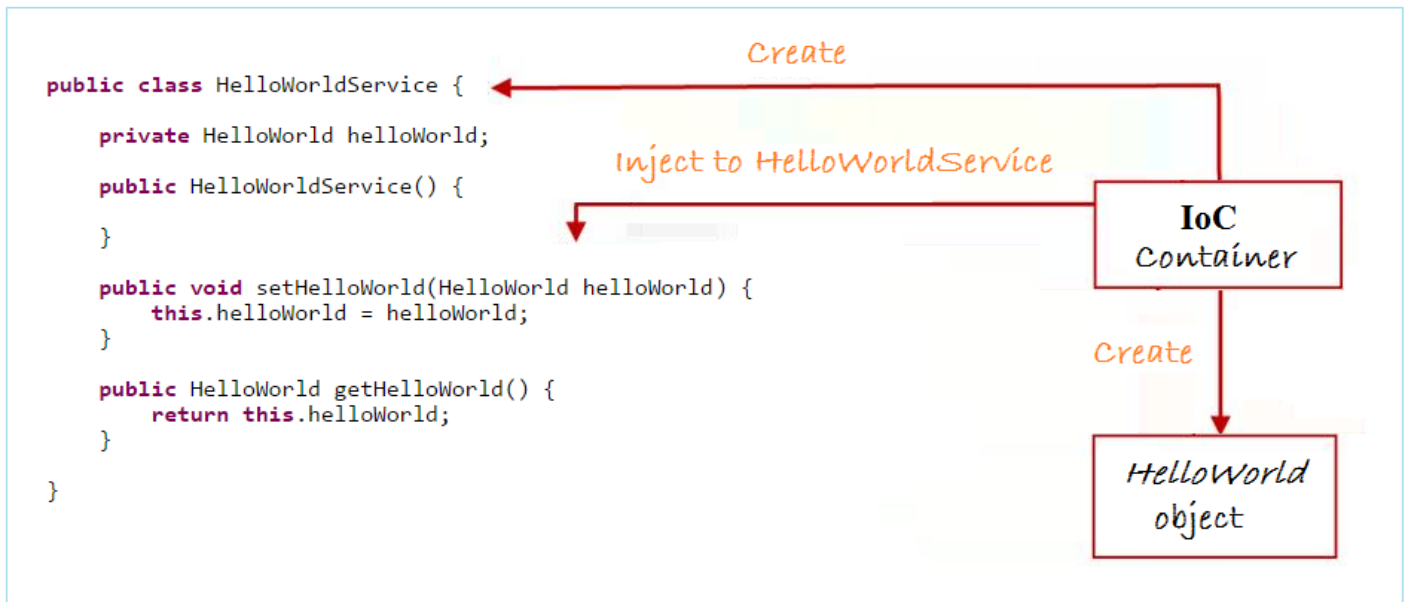 Create
public class HelloWorldService {
private HelloWorld helloWorld;
Inject to HelloWorldService
public HelloWorldService() {
}
IoC
Container
public void setHelloWorld(HelloWorld helloWorld) {
this.helloWorld = helloWorld;
}
Create
public HelloWorld getHelloWorld() {
return this.helloWorld;
}
HelloWorld
object
}